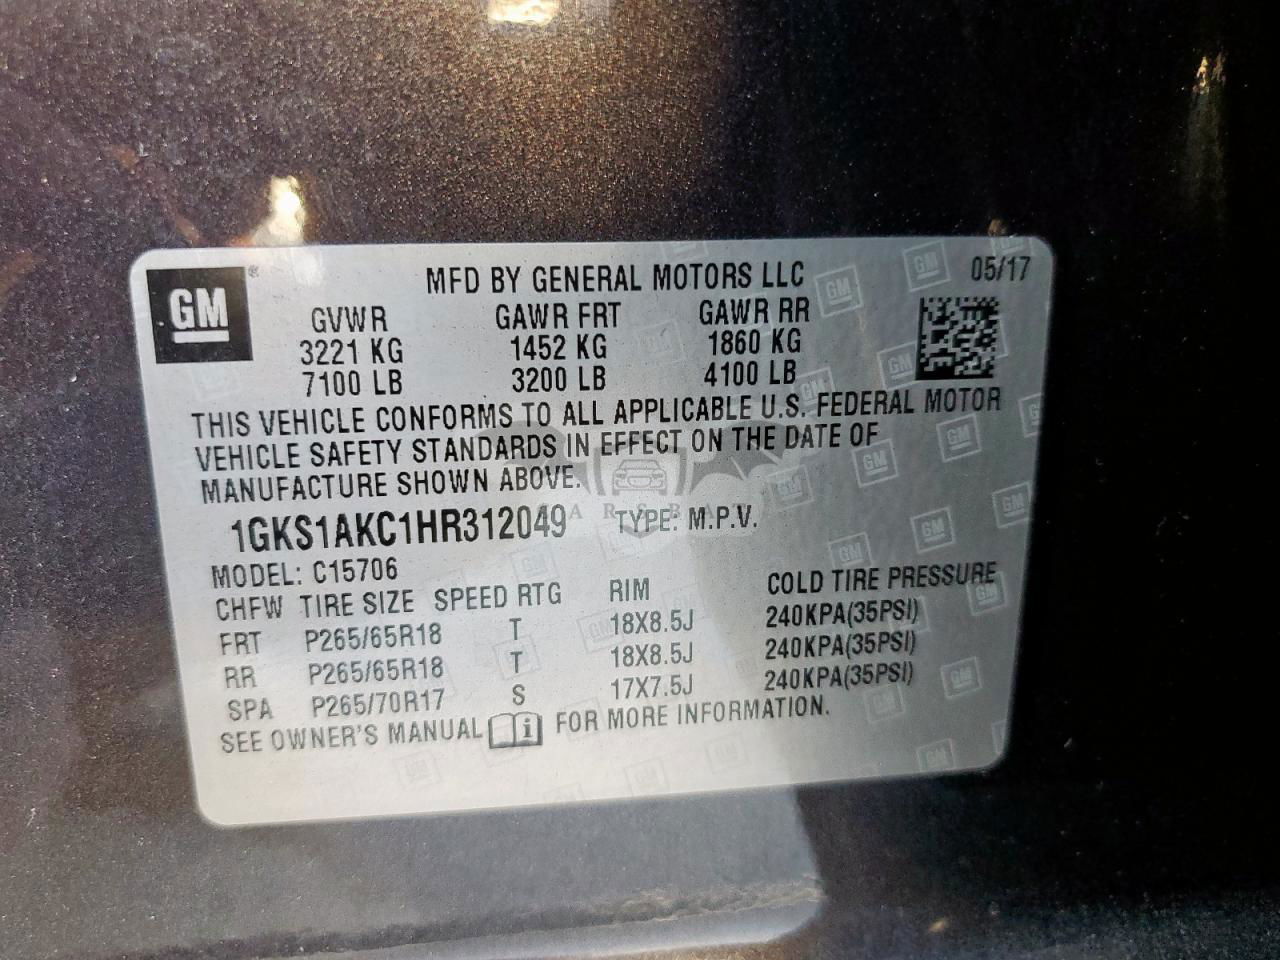 GM
MFD BY GENERAL MOTORS LLC 05/17
GVWR GAWR FRT GAWR RR
3221 KG 1452 KG 1860 KG
7100 LB 3200 LB 4100 LB
THIS VEHICLE CONFORMS TO ALL APPLICABLE U.S. FEDERAL MOTOR
VEHICLE SAFETY STANDARDS IN EFFECT ON THE DATE OF
MANUFACTURE SHOWN ABOVE.
1GKS1AKC1HR312049 TYPE: M.P.V.
MODEL: C15706
CHFW TIRE SIZE SPEED RTG RIM COLD TIRE PRESSURE
FRT P265/65R18 T 18X8.5J 240KPA(35PSI)
RR P265/65R18 T 18X8.5J 240KPA(35PSI)
SPA P265/70R17 S 17X7.5J 240KPA(35PSI)
SEE OWNER'S MANUAL i FOR MORE INFORMATION.